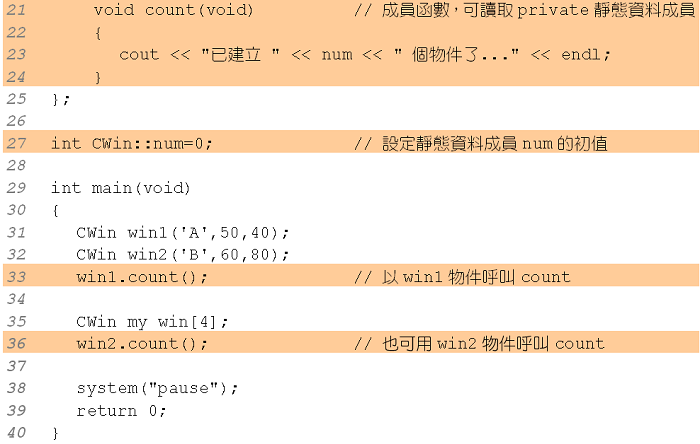 21 void count(void) // 成員函數，可讀取 private 靜態資料成員
22 {
23 cout << "已建立 " << num << " 個物件了..." << endl;
24 }
25 };
26
27 int CWin::num=0; // 設定靜態資料成員 num 的初值
28
29 int main(void)
30 {
31 CWin win1('A',50,40);
32 CWin win2('B',60,80);
33 win1.count(); // 以 win1 物件呼叫 count
34
35 CWin my win[4];
36 win2.count(); // 也可用 win2 物件呼叫 count
37
38 system("pause");
39 return 0;
40 }